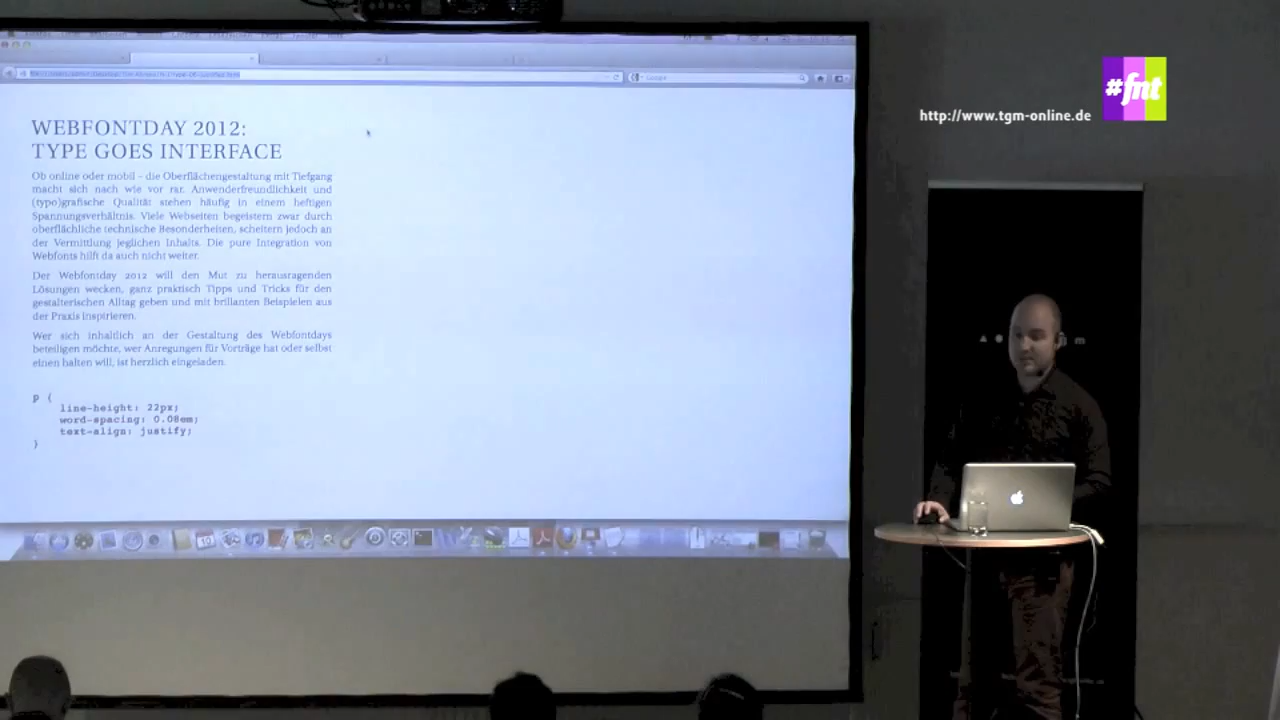 #fnt
http://www.tgm-online.de
WEBFONTDAY 2012:
TYPE GOES INTERFACE
Ob online oder mobil – die Oberflächengestaltung mit Tiefgang
macht sich nach wie vor rar. Anwenderfreundlichkeit und
(typo)grafische Qualität stehen häufig in einem heftigen
Spannungsverhältnis. Viele Webseiten begeistern zwar durch
oberflächliche technische Besonderheiten, scheitern jedoch an
der Vermittlung jeglichen Inhalts. Die pure Integration von
Webfonts hilft da auch nicht weiter.
Der Webfontday 2012 will den Mut zu herausragenden
Lösungen wecken, ganz praktisch Tipps und Tricks für den
gestalterischen Alltag geben und mit brillanten Beispielen aus
der Praxis inspirieren.
Wer sich inhaltlich an der Gestaltung des Webfontdays
beteiligen möchte, wer Anregungen für Vorträge hat oder selbst
einen halten will, ist herzlich eingeladen.
p {
line-height: 22px;
word-spacing: 0.08em;
text-align: justify;
}